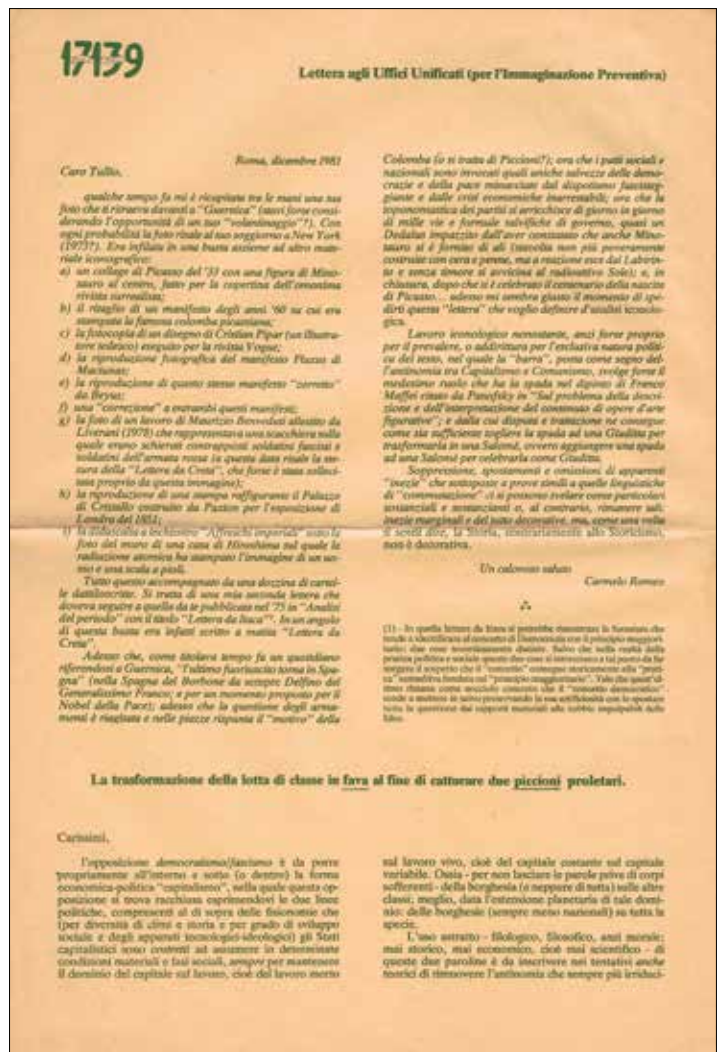 17139
Lettera agli Uffici Unificati (per l'Immaginazione Preventiva)
Roma, dicembre 1981
Caro Tullio,
qualche tempo fa mi è ricapitata tra le mani una tua
foto che ti ritraeva davanti a "Guernica" (stavi forse consi-
derando l'opportunità di un tuo "volantinaggio"?). Con
ogni probabilità la foto risale al tuo soggiorno a New York
(1975?). Era infilata in una busta assieme ad altro mate-
riale iconografico:
a) un collage di Picasso del '33 con una figura di Mino-
tauro al centro, fatto per la copertina dell'omonima
rivista surrealista;
b) il ritaglio di un manifesto degli anni '60 su cui era
stampata la famosa colomba picassiana;
c) la fotocopia di un disegno di Cristian Pipar (un illustra-
tore tedesco) eseguito per la rivista Vogue;
d) la riproduzione fotografica del manifesto Fluxus di
Maciunas;
e) la riproduzione di questo stesso manifesto "corretto"
da Beuys;
f) una "correzione" a entrambi questi manifesti;
g) la foto di un lavoro di Maurizio Benveduti allestito da
Liverani (1978) che rappresentava una scacchiera sulla
quale erano schierati contrapposti soldatini fascisti e
soldatini dell'armata rossa (a questa data risale la ste-
sura della "Lettera da Creta", che forse è stata solleci-
tata proprio da questa immagine);
h) la riproduzione di una stampa raffigurante il Palazzo
di Cristallo costruito da Paxton per l'esposizione di
Londra del 1851;
i) la didascalia a inchiostro "Affreschi imperiali" sotto la
foto del muro di una casa di Hiroshima sul quale la
radiazione atomica ha stampato l'immagine di un uo-
mo e una scala a pioli.
Tutto questo accompagnato da una dozzina di cartel-
le dattiloscritte. Si tratta di una mia seconda lettera che
doveva seguire a quella da te pubblicata nel '75 in "Analisi
del periodo" con il titolo "Lettera da Itaca"¹. In un angolo
di questa busta era infatti scritto a matita "Lettera da
Creta".
Adesso che, come titolava tempo fa un quotidiano
riferendosi a Guernica, "l'ultimo fuoriuscito torna in Spa-
gna" (nella Spagna del Borbone da sempre Delfino del
Generalissimo Franco; e per un momento proposto per il
Nobel della Pace); adesso che la questione degli arma-
menti è riagitata e nelle piazze rispunta il "motivo" della
Colomba (o si tratta di Piccioni?); ora che i patti sociali e
nazionali sono invocati quali uniche salvezze delle demo-
crazie e della pace minacciate dal dispotismo fascisteg-
giante e dalle crisi economiche inarrestabili; ora che la
toponomastica dei partiti si arricchisce di giorno in giorno
di mille vie e formule salvifiche di governo, quasi un
Dedalus impazzito dall'aver constatato che anche Mino-
tauro si è fornito di ali (stavolta non più poveramente
costruite con cera e penne, ma a reazione esce dal Labirin-
to e senza timore si avvicina al radioattivo Sole); e, in
chiusura, dopo che si è celebrato il centenario della nascita
di Picasso... adesso mi sembra giusto il momento di spe-
dirti questa "lettera" che voglio definire d'analisi iconolo-
gica.
Lavoro iconologico nonostante, anzi forse proprio
per il prevalere, o addirittura per l'esclusiva natura politi-
ca del testo, nel quale la "barra", posta come segno del-
l'antinomia tra Capitalismo e Comunismo, svolge forse il
medesimo ruolo che ha la spada nel dipinto di Franco
Maffei citato da Panofsky in "Sul problema della descri-
zione e dell'interpretazione del contenuto di opere d'arte
figurative"; e dalla cui disputa e trattazione ne consegue
come sia sufficiente togliere la spada ad una Giuditta per
trasformarla in una Salomé, ovvero aggiungere una spada
ad una Salomé per celebrarla come Giuditta.
Soppressione, spostamenti e omissioni di apparenti
"inezie" che sottoposte a prove simili a quelle linguistiche
di "commutazione" ci si possono svelare come particolari
sostanziali e sostanzianti o, al contrario, rimanere tali,
inezie marginali e del tutto decorative, ma, come una volta
ti sentii dire, la Storia, contrariamente allo Storicismo,
non è decorativa.
Un caloroso saluto
Carmelo Romeo
(1) - In quella lettera da Itaca si potrebbe riassumere la
La trasformazione della lotta di classe in fava al fine di catturare due piccioni proletari.
Carissimi,
l'opposizione democratismo/fascismo è da porre
propriamente all'interno e sotto (o dentro) la forma
economica-politica "capitalismo", nella quale questa op-
posizione si trova racchiusa esprimendovi le due linee
politiche, compresenti al di sopra delle fisionomie che
(per diversità di climi e storia e per grado di sviluppo
sociale e degli apparati tecnologici-ideologici) gli Stati
capitalistici sono costretti ad assumere in determinate
condizioni materiali e fasi sociali, sempre per mantenere
il dominio del capitale sul lavoro, cioè del lavoro morto
sul lavoro vivo, cioè del capitale costante sul capitale
variabile. Ossia - per non lasciare le parole prive di corpi
sofferenti - della borghesia (o neppure di tutta) sulle altre
classi; meglio, data l'estensione planetaria di tale domi-
nio: delle borghesie (sempre meno nazionali) su tutta la
specie.
L'uso astratto - filologico, filosofico, anzi morale;
mai storico, mai economico, cioè mai scientifico - di
queste due paroline è da inscrivere nei tentativi anche
teorici di rimuovere l'antinomia che sempre più irriduci-